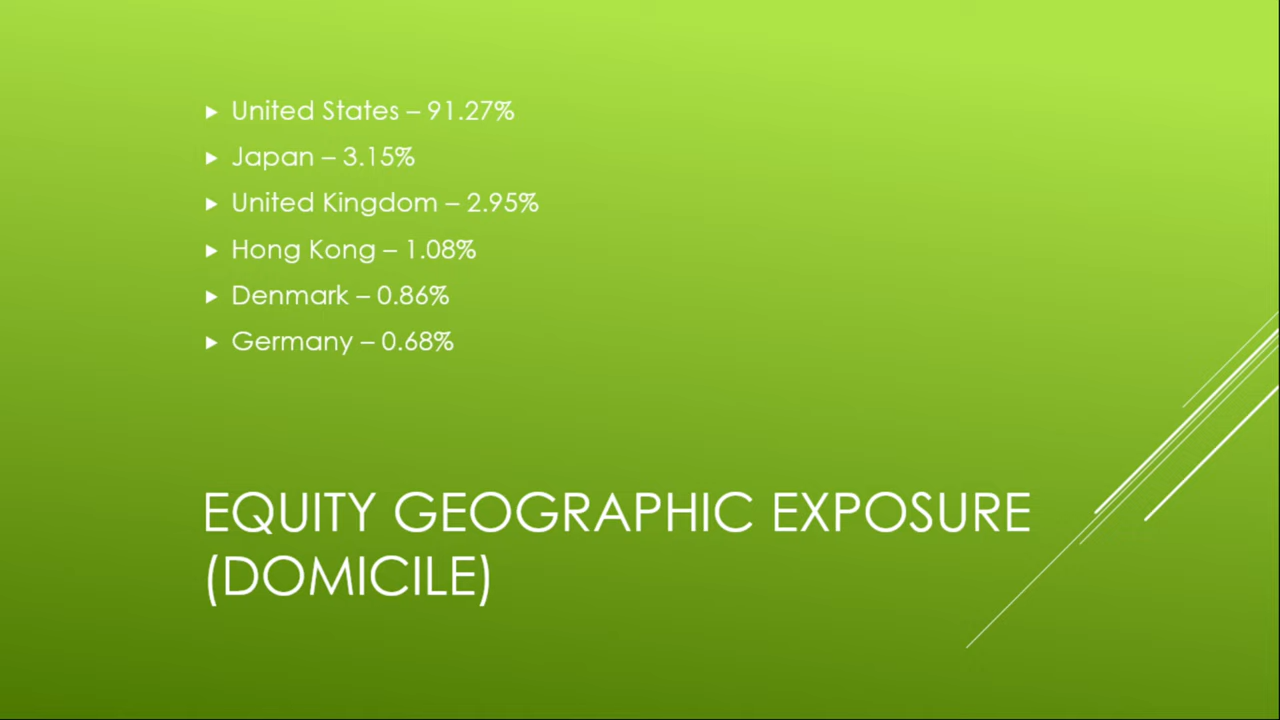 United States – 91.27%
Japan – 3.15%
United Kingdom – 2.95%
Hong Kong – 1.08%
Denmark – 0.86%
Germany – 0.68%
EQUITY GEOGRAPHIC EXPOSURE
(DOMICILE)